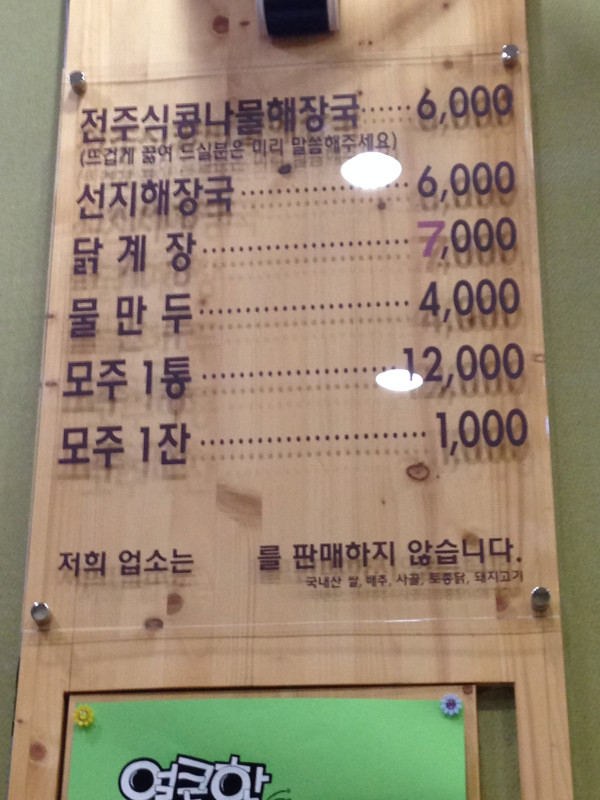 전주식콩나물해장국······6,000
(뜨겁게 끓여 드실분은 미리 말씀해주세요)
선지해장국····················6,000
닭계장·························7,000
물만두·························4,000
모주 1통·······················12,000
모주 1잔·······················1,000
저희 업소는 를 판매하지 않습니다.
국내산 쌀, 배추, 사골, 토종닭, 돼지고기
얼큰한